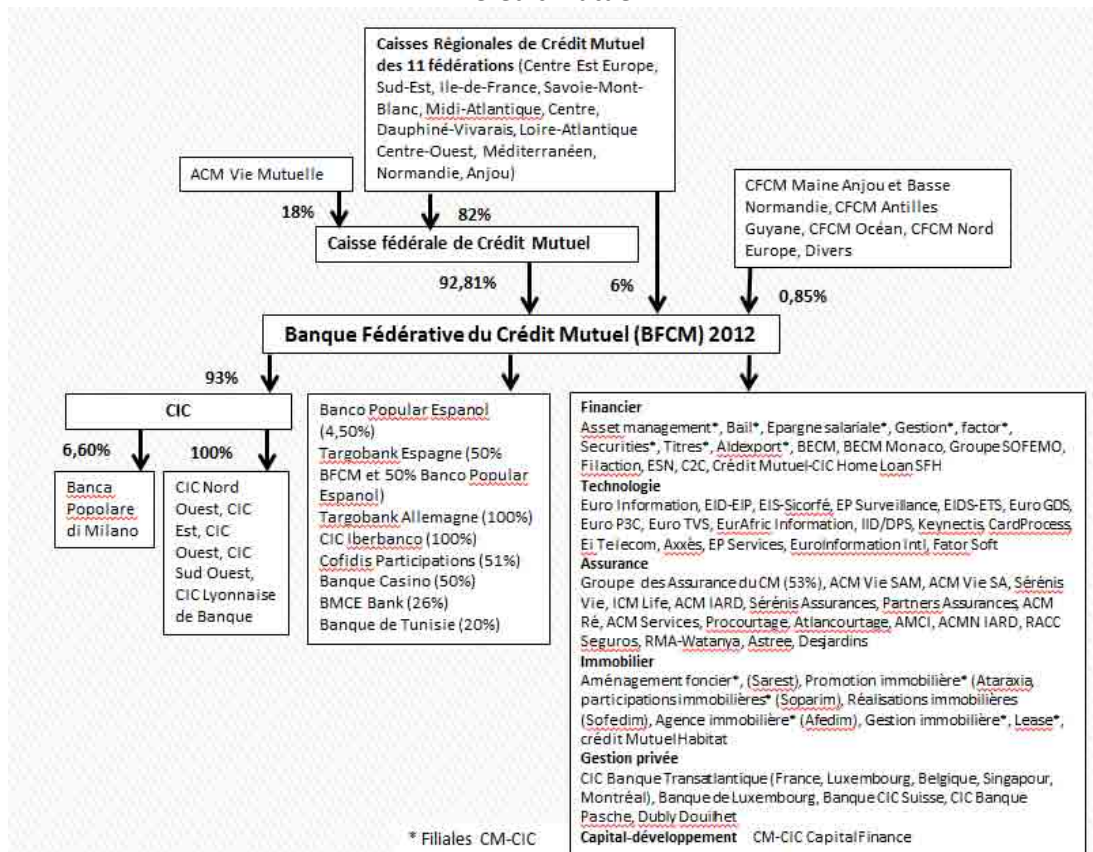 Caisses Régionales de Crédit Mutuel
des 11 fédérations (Centre Est Europe,
Sud-Est, Ile-de-France, Savoie-Mont-
Blanc, Midi-Atlantique, Centre,
Dauphiné-Vivarais, Loire-Atlantique
Centre-Ouest, Méditerranéen,
Normandie, Anjou)
ACM Vie Mutuelle
CFCM Maine Anjou et Basse
Normandie, CFCM Antilles
Guyane, CFCM Océan, CFCM Nord
Europe, Divers
18%
82%
Caisse fédérale de Crédit Mutuel
92,81%
6%
0,85%
Banque Fédérative du Crédit Mutuel (BFCM) 2012
93%
CIC
6,60%
100%
Banca
Popolare
di Milano
CIC Nord
Ouest, CIC
Est, CIC
Ouest, CIC
Sud Ouest,
CIC Lyonnaise
de Banque
Banco Popular Espanol
(4,50%)
Targobank Espagne (50%
BFCM et 50% Banco Popular
Espanol)
Targobank Allemagne (100%)
CIC Iberbanco (100%)
Cofidis Participations (51%)
Banque Casino (50%)
BMCE Bank (26%)
Banque de Tunisie (20%)
Financier
Asset management*, Bail*, Epargne salariale*, Gestion*, factor*,
Securities*, Titres*, Aldexport*, BECM, BECM Monaco, Groupe SOFEMO,
Filaction, ESN, C2C, Crédit Mutuel-CIC Home Loan SFH
Technologie
Euro Information, EID-EIP, EIS-Sicorfé, EP Surveillance, EIDS-ETS, Euro GDS,
Euro P3C, Euro TVS, EurAfric Information, IID/DPS, Keynectis, CardProcess,
Ei Telecom, Axxès, EP Services, EuroInformation Intl, Fator Soft
Assurance
Groupe des Assurance du CM (53%), ACM Vie SAM, ACM Vie SA, Sérénis
Vie, ICM Life, ACM IARD, Sérénis Assurances, Partners Assurances, ACM
Ré, ACM Services, Procourtage, Atlancourtage, AMCI, ACMN IARD, RACC
Seguros, RMA-Watanya, Astree, Desjardins
Immobilier
Aménagement foncier*, (Sarest), Promotion immobilière* (Ataraxia,
participations immobilières* (Soparim), Réalisations immobilières
(Sofedim), Agence immobilière* (Afedim), Gestion immobilière*, Lease*,
crédit Mutuel Habitat
Gestion privée
CIC Banque Transatlantique (France, Luxembourg, Belgique, Singapour,
Montréal), Banque de Luxembourg, Banque CIC Suisse, CIC Banque
Pasche, Dubly Douilhet
Capital-développement CM-CIC Capital Finance
* Filiales CM-CIC